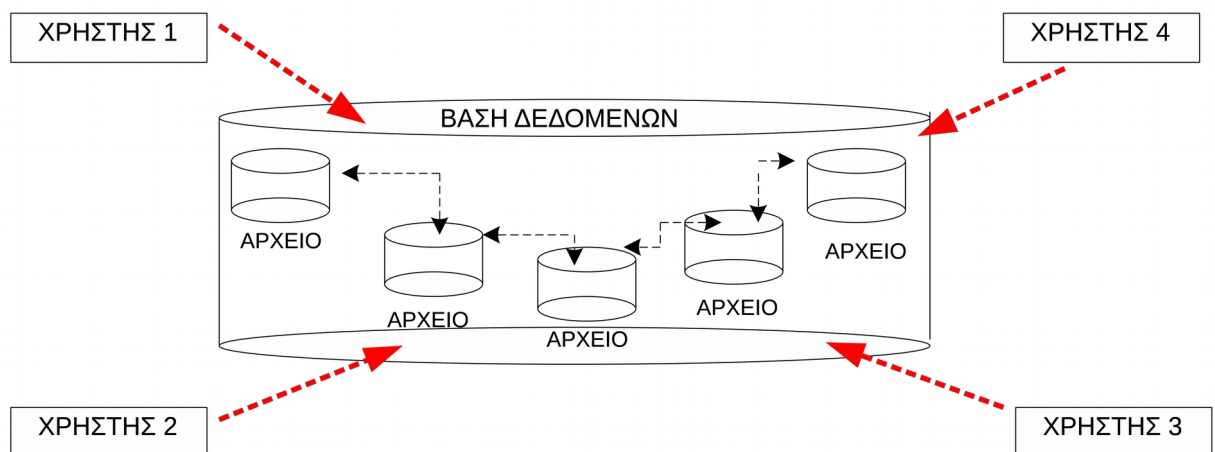 ΧΡΗΣΤΗΣ 1
ΧΡΗΣΤΗΣ 4
ΒΑΣΗ ΔΕΔΟΜΕΝΩΝ
ΑΡΧΕΙΟ
ΑΡΧΕΙΟ
ΑΡΧΕΙΟ
ΑΡΧΕΙΟ
ΑΡΧΕΙΟ
ΧΡΗΣΤΗΣ 2
ΧΡΗΣΤΗΣ 3